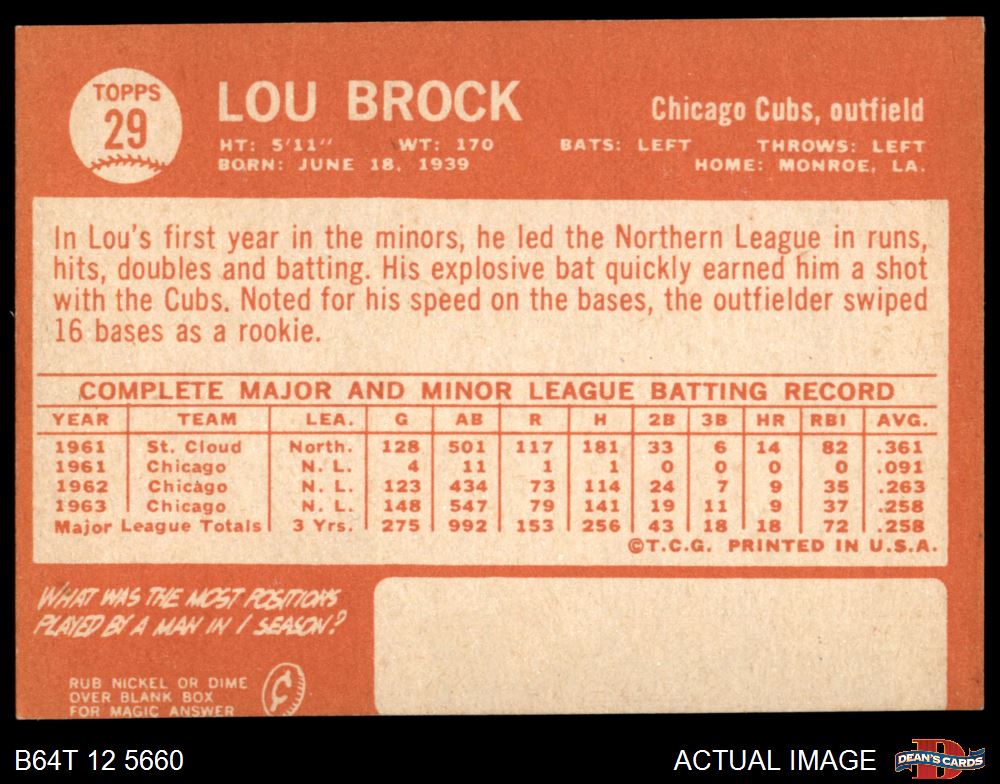 TOPPS
29
LOU BROCK
Chicago Cubs, outfield
HT: 5'11" WT: 170 BATS: LEFT THROWS: LEFT
BORN: JUNE 18, 1939 HOME: MONROE, LA.
In Lou's first year in the minors, he led the Northern League in runs,
hits, doubles and batting. His explosive bat quickly earned him a shot
with the Cubs. Noted for his speed on the bases, the outfielder swiped
16 bases as a rookie.
COMPLETE MAJOR AND MINOR LEAGUE BATTING RECORD
YEAR TEAM LEA. G AB R H 2B 3B HR RBI AVG.
1961 St. Cloud North. 128 501 117 181 33 6 14 82 .361
1961 Chicago N. L. 4 11 1 1 0 0 0 0 .091
1962 Chicago N. L. 123 434 73 114 24 7 9 35 .263
1963 Chicago N. L. 148 547 79 141 19 11 9 37 .258
Major League Totals 3 Yrs. 275 992 153 256 43 18 18 72 .258
©T.C.G. PRINTED IN U.S.A.
WHAT WAS THE MOST POSITIONS
PLAYED BY A MAN IN 1 SEASON?
RUB NICKEL OR DIME
OVER BLANK BOX
FOR MAGIC ANSWER
¢
B64T 12 5660
ACTUAL IMAGE
D
DEAN'S CARDS